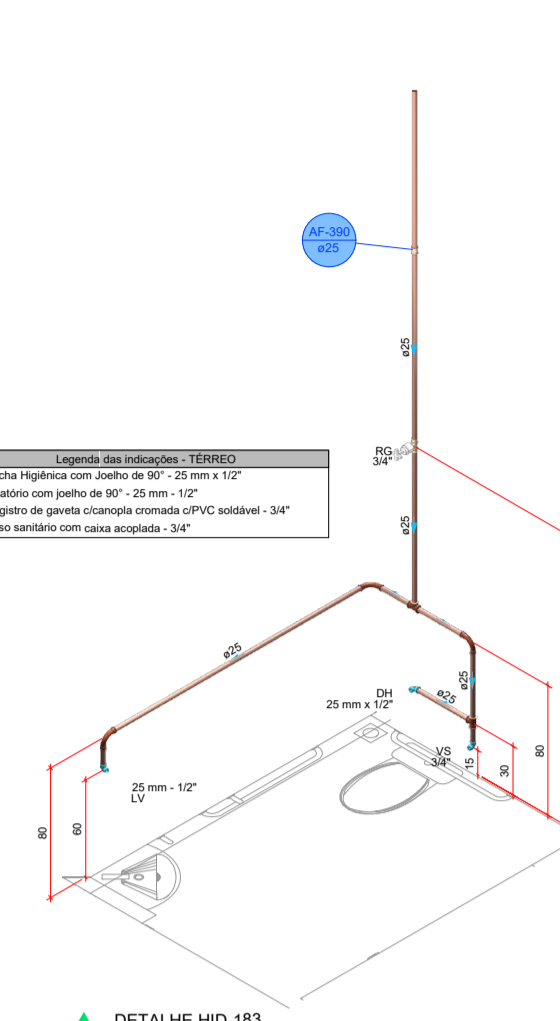 AF-390
ø25
ø25
RG
3/4"
Legenda das indicações - TÉRREO
cha Higiênica com Joelho de 90° - 25 mm x 1/2"
atório com joelho de 90° - 25 mm - 1/2"
gistro de gaveta c/canopla cromada c/PVC soldável - 3/4"
so sanitário com caixa acoplada - 3/4"
ø25
ø25
ø25
DH
25 mm x 1/2"
ø25
VS
3/4"
15
30
80
25 mm - 1/2"
LV
80
60
DETALHE HID-183